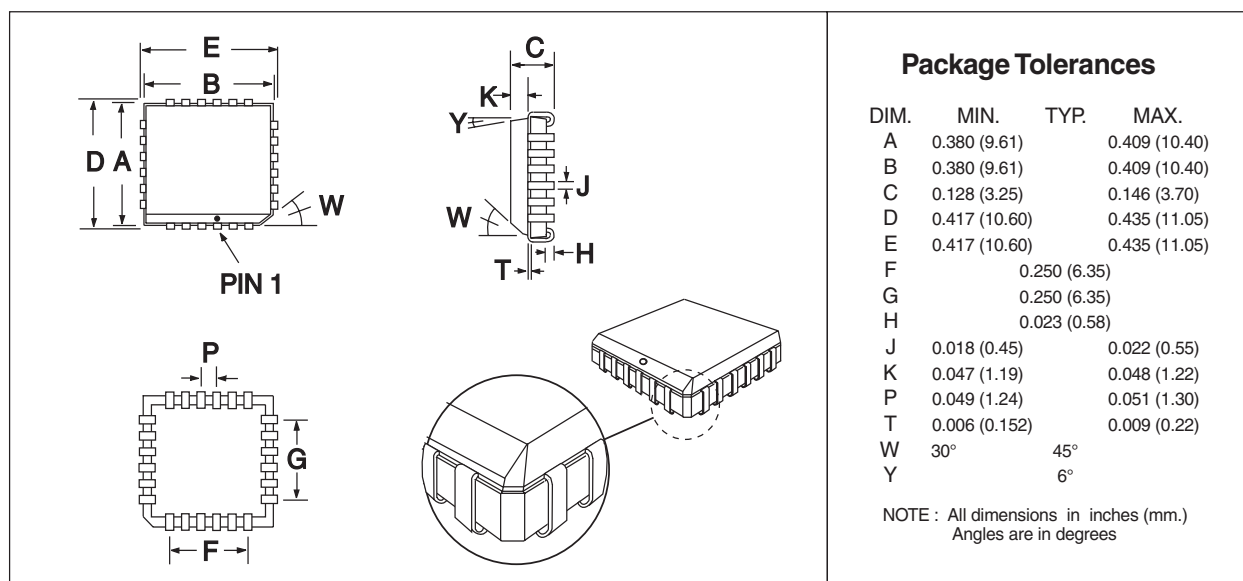 E
B
D A
W
PIN 1
C
K
Y
J
W
H
T
P
G
F
Package Tolerances
DIM. MIN. TYP. MAX.
A 0.380 (9.61) 0.409 (10.40)
B 0.380 (9.61) 0.409 (10.40)
C 0.128 (3.25) 0.146 (3.70)
D 0.417 (10.60) 0.435 (11.05)
E 0.417 (10.60) 0.435 (11.05)
F 0.250 (6.35)
G 0.250 (6.35)
H 0.023 (0.58)
J 0.018 (0.45) 0.022 (0.55)
K 0.047 (1.19) 0.048 (1.22)
P 0.049 (1.24) 0.051 (1.30)
T 0.006 (0.152) 0.009 (0.22)
W 30° 45°
Y 6°
NOTE : All dimensions in inches (mm.)
Angles are in degrees